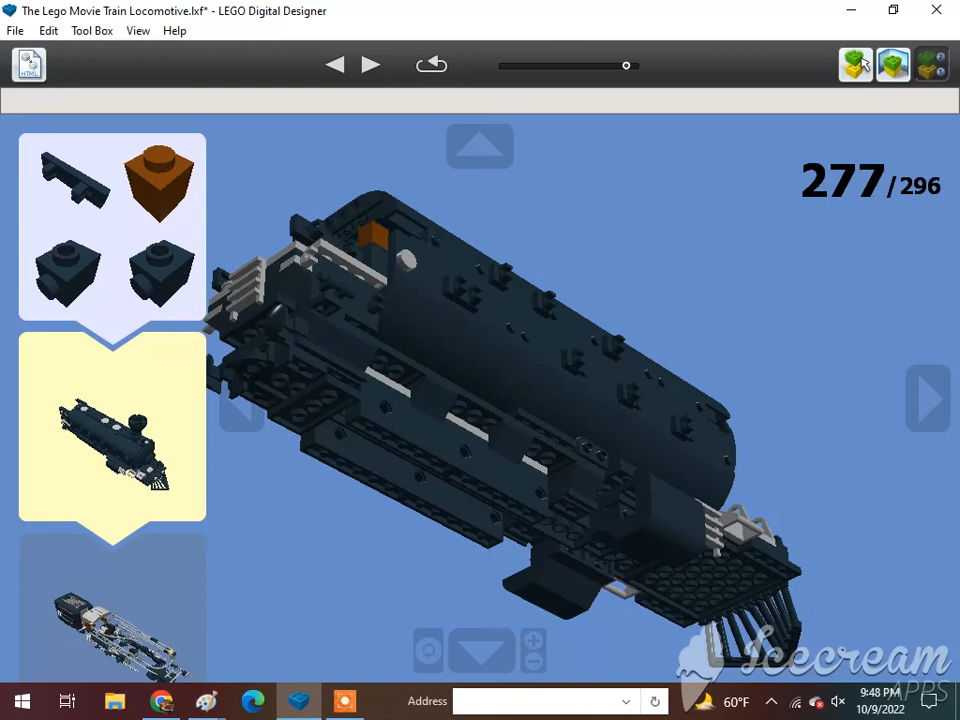 The Lego Movie Train Locomotive.lxf* - LEGO Digital Designer
File Edit Tool Box View Help
HTML
277/296
Icecream
APPS
Address
60°F
9:48 PM
10/9/2022